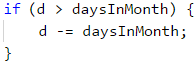 if (d > daysInMonth) {
    d -= daysInMonth;
}